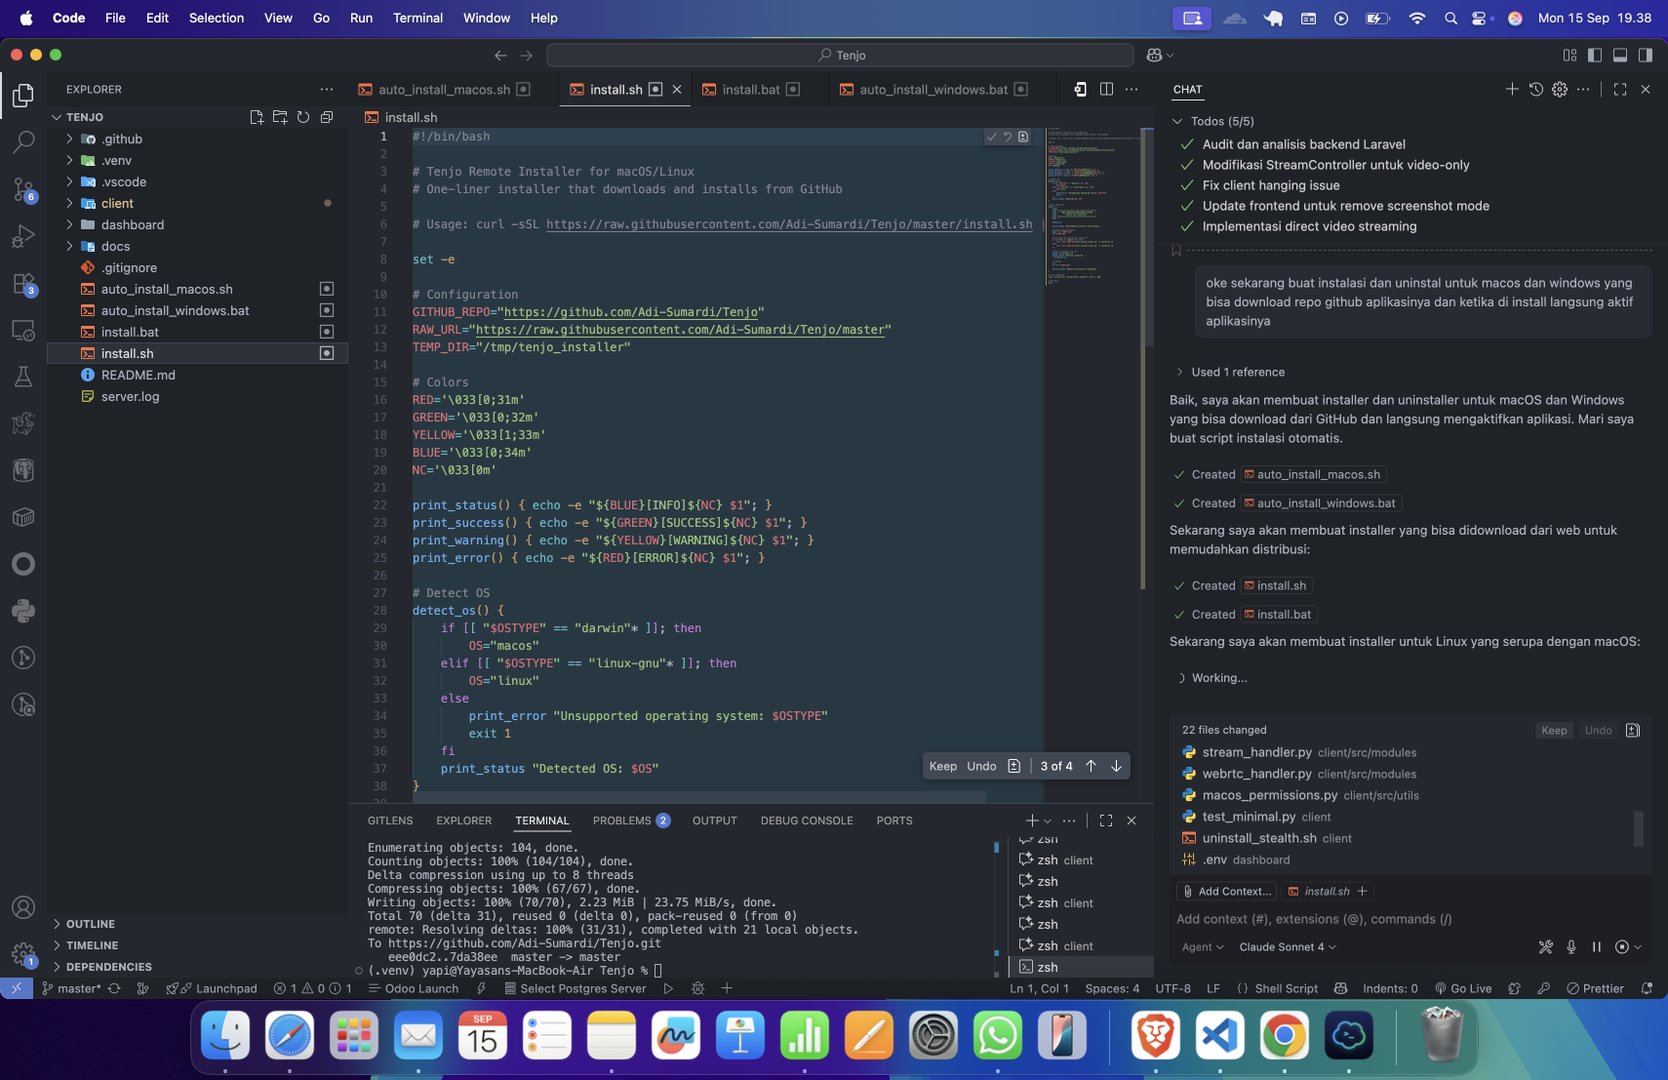 Code File Edit Selection View Go Run Terminal Window Help
Mon 15 Sep 19.38
Tenjo
EXPLORER
TENJO
.github
.venv
.vscode
client
dashboard
docs
.gitignore
auto_install_macos.sh
auto_install_windows.bat
install.bat
install.sh
README.md
server.log
OUTLINE
TIMELINE
DEPENDENCIES
6
3
1
auto_install_macos.sh
install.sh
install.bat
auto_install_windows.bat
install.sh
1 #!/bin/bash
2
3 # Tenjo Remote Installer for macOS/Linux
4 # One-liner installer that downloads and installs from GitHub
5
6 # Usage: curl -sSL https://raw.githubusercontent.com/Adi-Sumardi/Tenjo/master/install.sh |
7
8 set -e
9
10 # Configuration
11 GITHUB_REPO="https://github.com/Adi-Sumardi/Tenjo"
12 RAW_URL="https://raw.githubusercontent.com/Adi-Sumardi/Tenjo/master"
13 TEMP_DIR="/tmp/tenjo_installer"
14
15 # Colors
16 RED='\033[0;31m'
17 GREEN='\033[0;32m'
18 YELLOW='\033[1;33m'
19 BLUE='\033[0;34m'
20 NC='\033[0m'
21
22 print_status() { echo -e "${BLUE}[INFO]${NC} $1"; }
23 print_success() { echo -e "${GREEN}[SUCCESS]${NC} $1"; }
24 print_warning() { echo -e "${YELLOW}[WARNING]${NC} $1"; }
25 print_error() { echo -e "${RED}[ERROR]${NC} $1"; }
26
27 # Detect OS
28 detect_os() {
29 if [[ "$OSTYPE" == "darwin"* ]]; then
30 OS="macos"
31 elif [[ "$OSTYPE" == "linux-gnu"* ]]; then
32 OS="linux"
33 else
34 print_error "Unsupported operating system: $OSTYPE"
35 exit 1
36 fi
37 print_status "Detected OS: $OS"
38 }
Keep Undo 3 of 4
GITLENS EXPLORER TERMINAL PROBLEMS 2 OUTPUT DEBUG CONSOLE PORTS
Enumerating objects: 104, done.
Counting objects: 100% (104/104), done.
Delta compression using up to 8 threads
Compressing objects: 100% (67/67), done.
Writing objects: 100% (70/70), 2.23 MiB | 23.75 MiB/s, done.
Total 70 (delta 31), reused 0 (delta 0), pack-reused 0 (from 0)
remote: Resolving deltas: 100% (31/31), completed with 21 local objects.
To https://github.com/Adi-Sumardi/Tenjo.git
eee0dc2..7da38ee master -> master
(.venv) yapi@Yayasans-MacBook-Air Tenjo %
zsh
zsh client
zsh
zsh client
zsh
zsh client
zsh
CHAT
Todos (5/5)
Audit dan analisis backend Laravel
Modifikasi StreamController untuk video-only
Fix client hanging issue
Update frontend untuk remove screenshot mode
Implementasi direct video streaming
oke sekarang buat instalasi dan uninstal untuk macos dan windows yang
bisa download repo github aplikasinya dan ketika di install langsung aktif
aplikasinya
Used 1 reference
Baik, saya akan membuat installer dan uninstaller untuk macOS dan Windows
yang bisa download dari GitHub dan langsung mengaktifkan aplikasi. Mari saya
buat script instalasi otomatis.
Created auto_install_macos.sh
Created auto_install_windows.bat
Sekarang saya akan membuat installer yang bisa didownload dari web untuk
memudahkan distribusi:
Created install.sh
Created install.bat
Sekarang saya akan membuat installer untuk Linux yang serupa dengan macOS:
Working...
22 files changed Keep Undo
stream_handler.py client/src/modules
webrtc_handler.py client/src/modules
macos_permissions.py client/src/utils
test_minimal.py client
uninstall_stealth.sh client
.env dashboard
Add Context... install.sh +
Add context (#), extensions (@), commands (/)
Agent Claude Sonnet 4
master* Launchpad 1 0 1 Odoo Launch Select Postgres Server
Ln 1, Col 1 Spaces: 4 UTF-8 LF {} Shell Script Indents: 0 Go Live Prettier
SEP
15